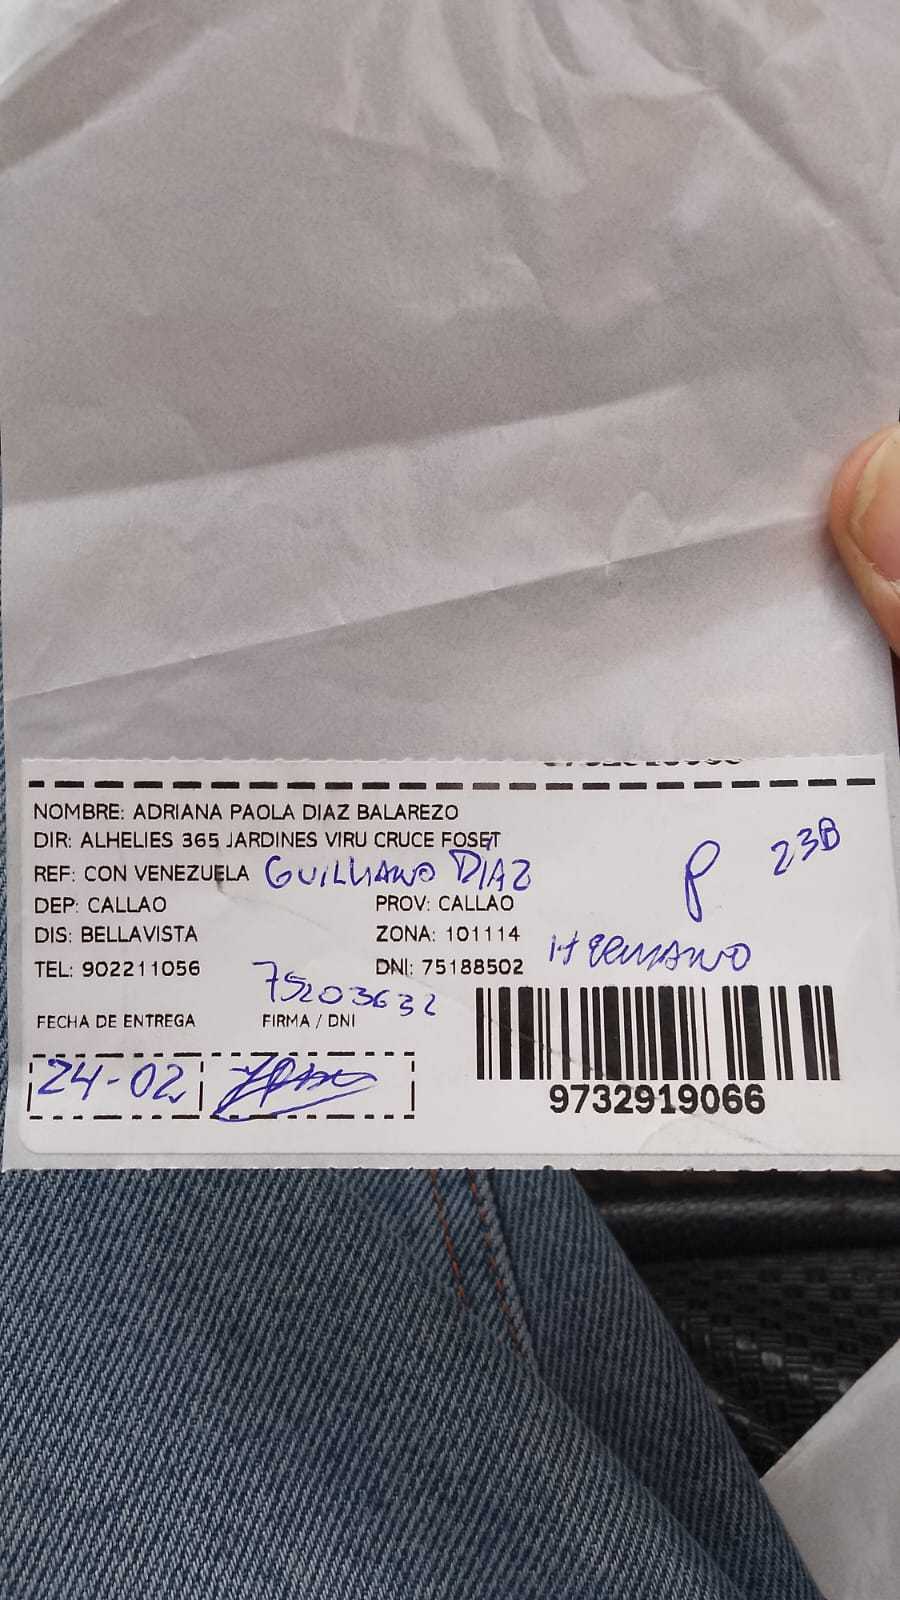 NOMBRE: ADRIANA PAOLA DIAZ BALAREZO
DIR: ALHELIES 365 JARDINES VIRU CRUCE FOSET
REF: CON VENEZUELA GUILLIANO DÍAZ
P 23B
DEP: CALLAO PROV: CALLAO
DIS: BELLAVISTA ZONA: 101114
HERMANO
TEL: 902211056 DNI: 75188502
75203632
FECHA DE ENTREGA FIRMA / DNI
24-02
9732919066